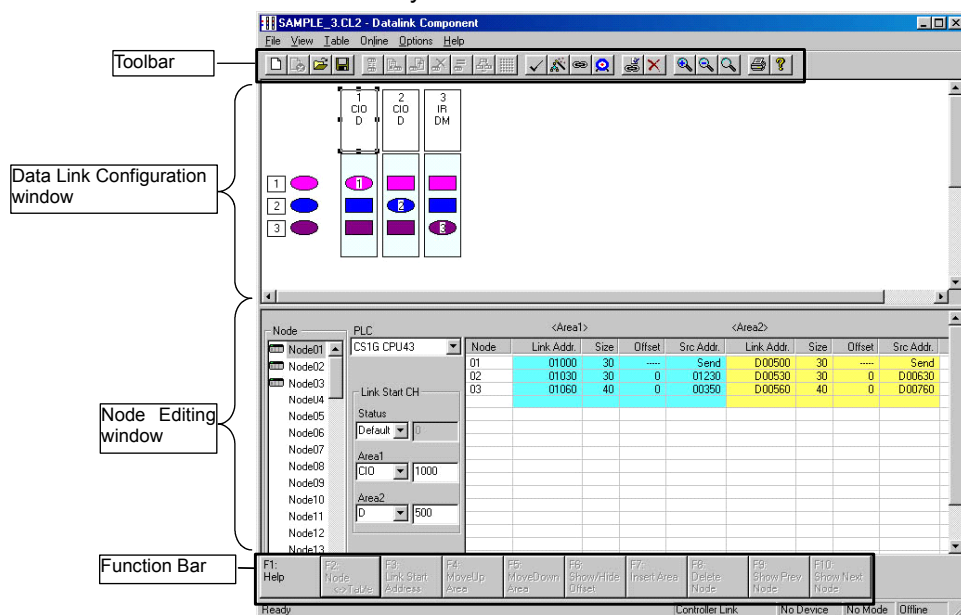 SAMPLE_3.CL2 - Datalink Component
File View Table Online Options Help
Toolbar
1 2 3
CIO CIO IR
D D DM
Data Link Configuration
window
1 1
2 2
3 3
<Area1> <Area2>
Node PLC
Node01 CS1G CPU43 Node Link Addr. Size Offset Src Addr. Link Addr. Size Offset Src Addr.
Node02 01 01000 30 ----- Send D00500 30 ----- Send
Node03 02 01030 30 0 01230 D00530 30 0 D00630
Node04 03 01060 40 0 00350 D00560 40 0 D00760
Link Start CH
Node05 Status
Node06 Default 0
Node Editing
window
Node07
Node08 Area1
Node09 CIO 1000
Node10 Area2
Node11 D 500
Node12
Node13
Function Bar
F1: F2: F3: F4: F5: F6: F7: F8: F9: F10:
Help Node Link Start MoveUp MoveDown Show/Hide Insert Area Delete Show Prev Show Next
<->Table Address Area Area Offset Node Node Node
Ready Controller Link No Device No Mode Offline